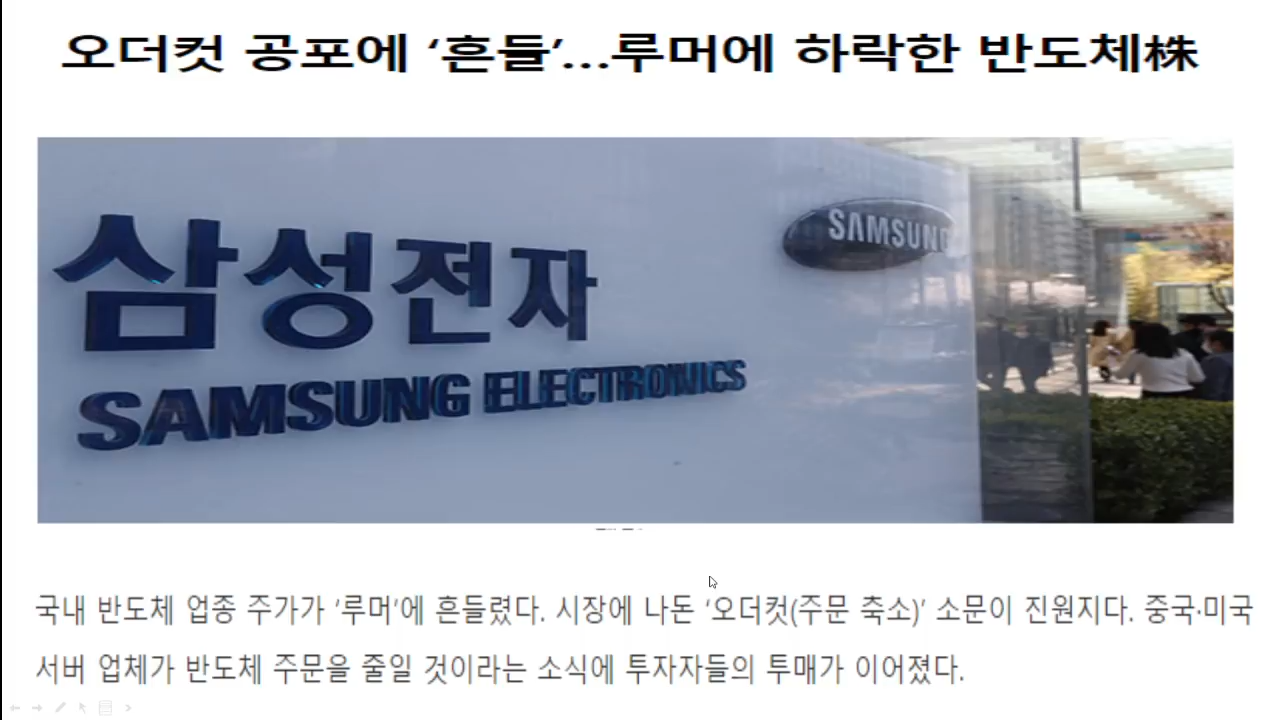 오더컷 공포에 ‘흔들’…루머에 하락한 반도체株
삼성전자
SAMSUNG
SAMSUNG ELECTRONICS
국내 반도체 업종 주가가 ‘루머’에 흔들렸다. 시장에 나돈 ‘오더컷(주문 축소)’ 소문이 진원지다. 중국·미국
서버 업체가 반도체 주문을 줄일 것이라는 소식에 투자자들의 투매가 이어졌다.